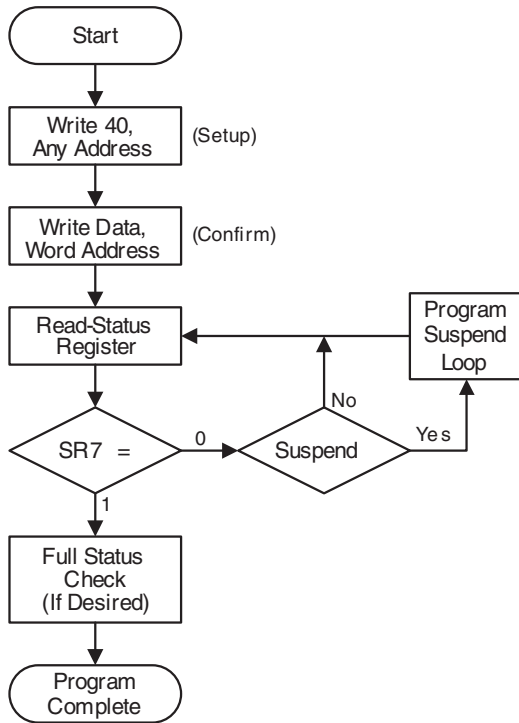 Start
Write 40,
Any Address
(Setup)
Write Data,
Word Address
(Confirm)
Read-Status
Register
Program
Suspend
Loop
No
SR7 =
0
Suspend
Yes
1
Full Status
Check
(If Desired)
Program
Complete